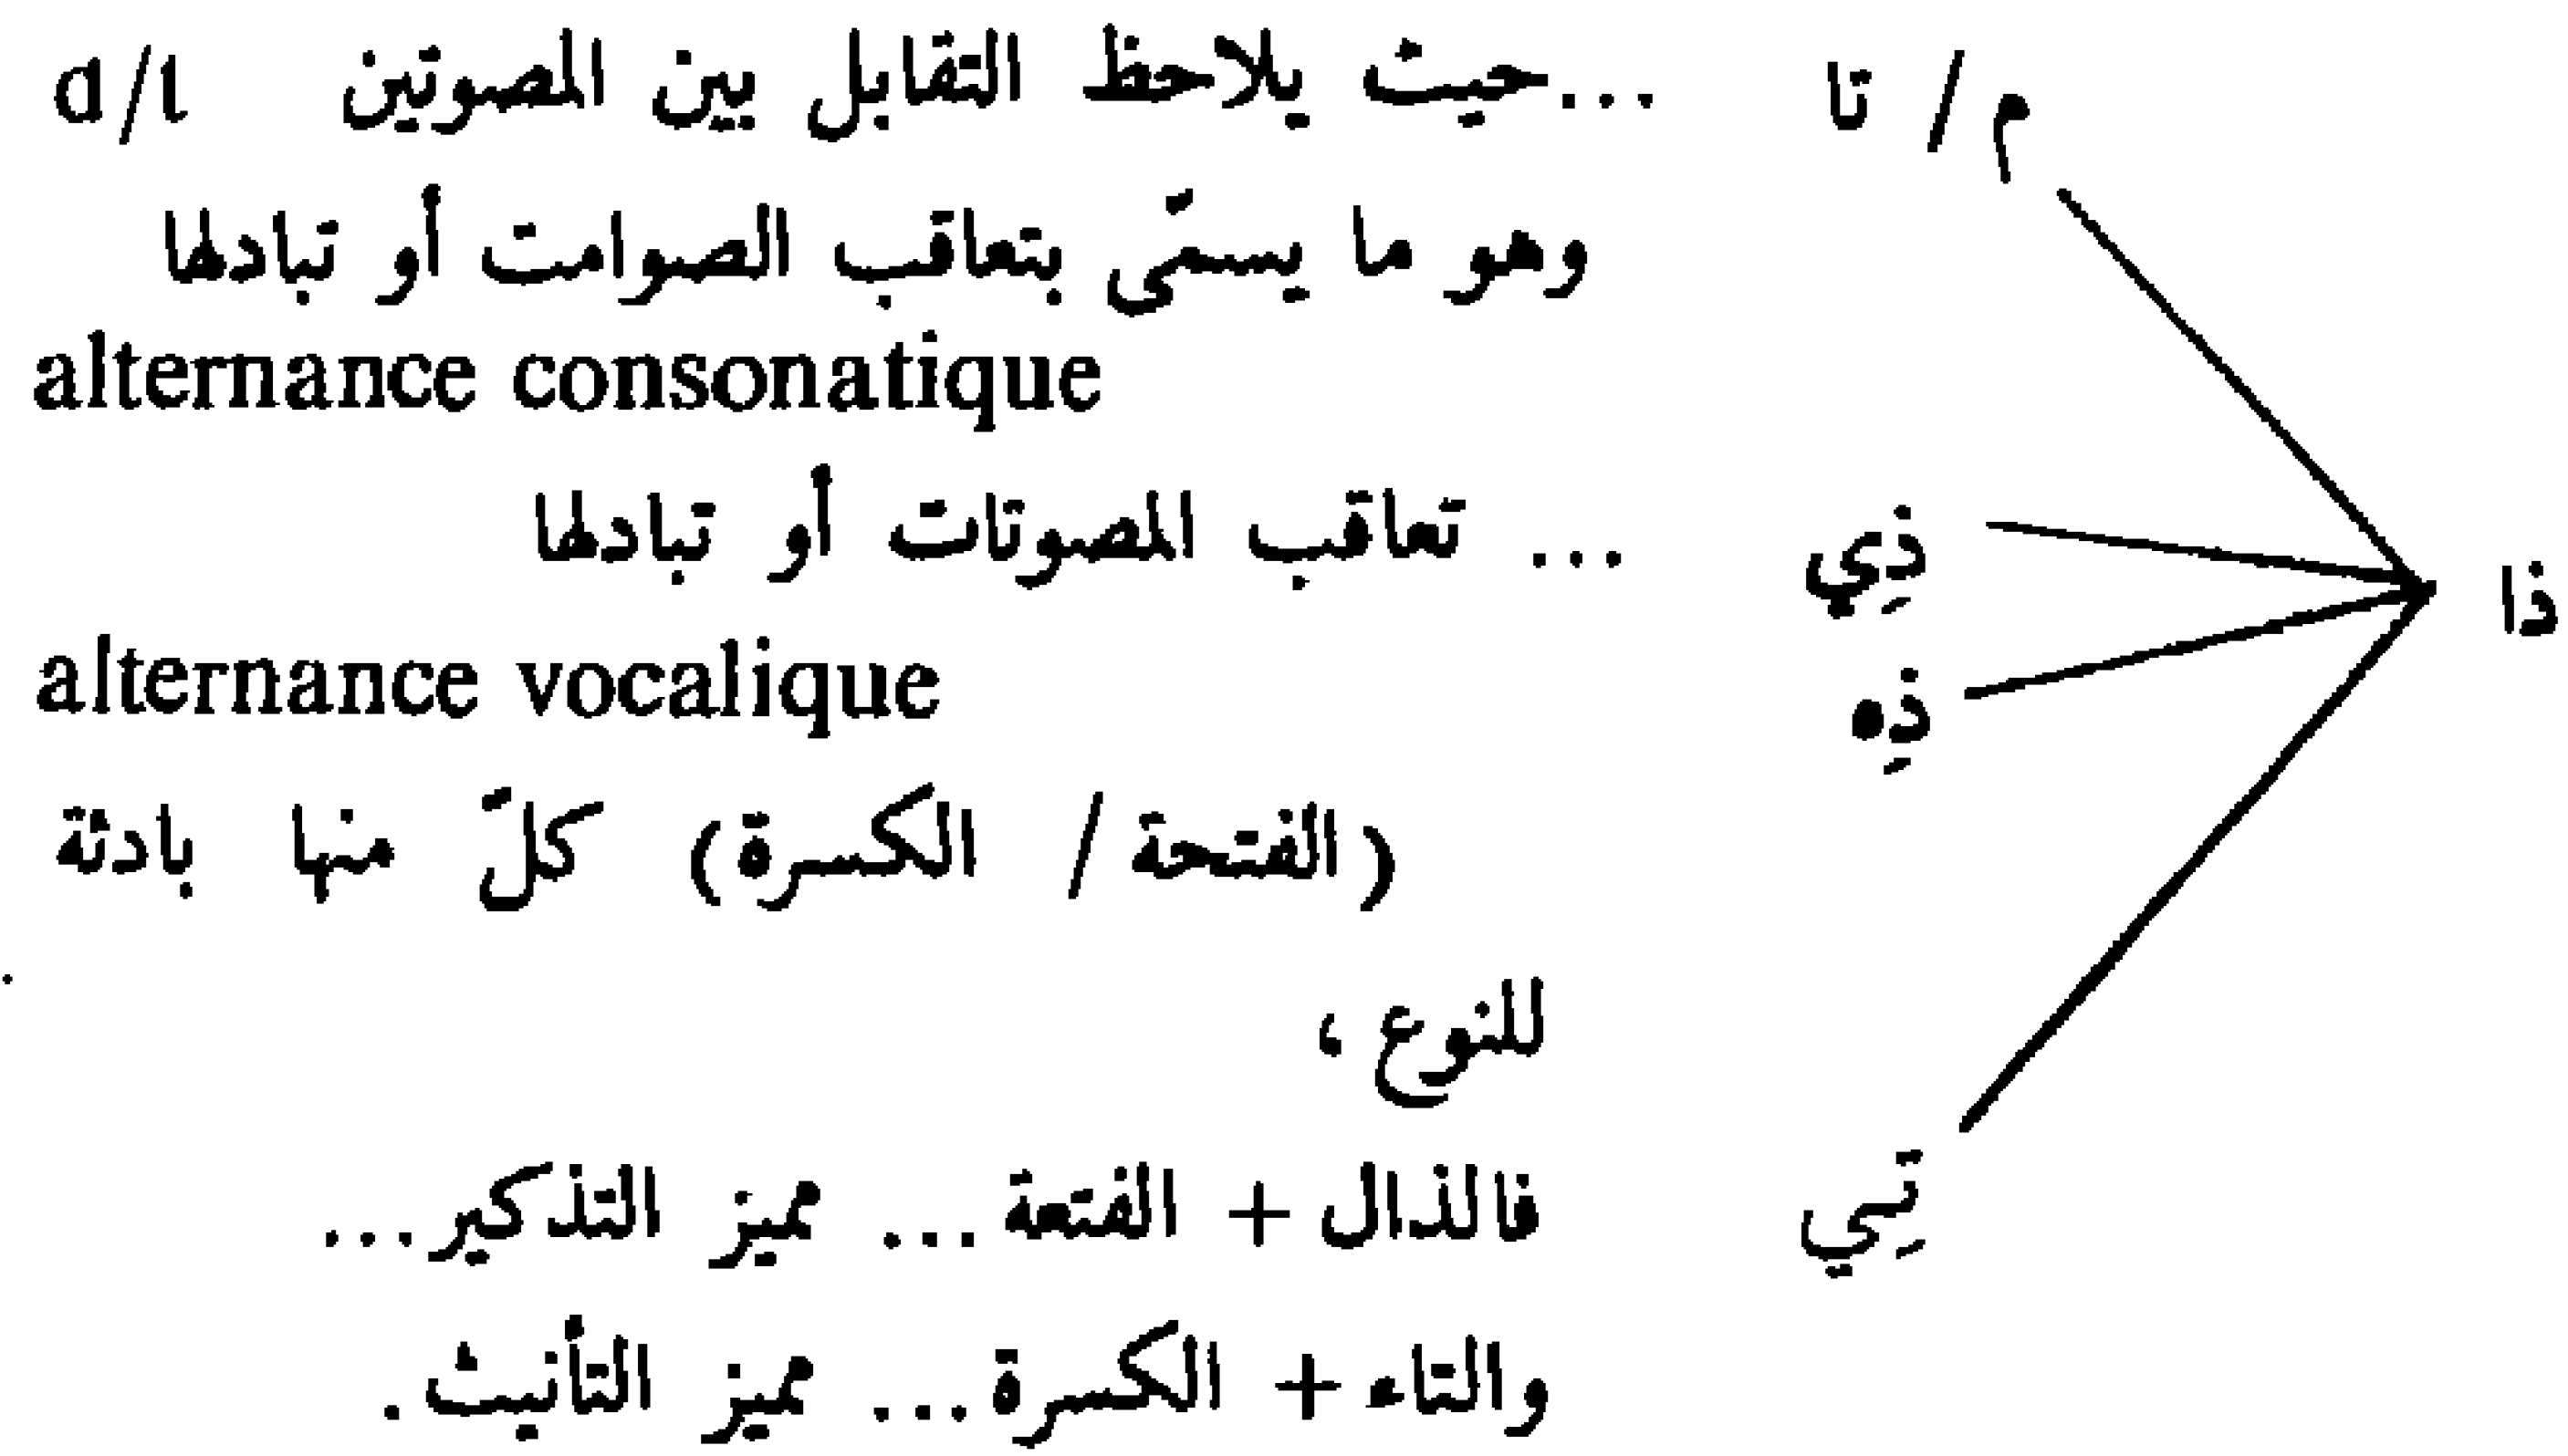 م / تا ...حيث يلاحظ التقابل بين المصوتين d/t
وهو ما يسمّى بتعاقب الصوامت أو تبادلها
alternance consonatique
ذِي ... تعاقب المصوتات أو تبادلها
ذا
alternance vocalique
ذِه
(الفتحة / الكسرة) كلّ منها بادئة
للنوع ،
تِي فالذال + الفتعة ... مميز التذكير...
والتاء + الكسرة ... مميز التأنيث .